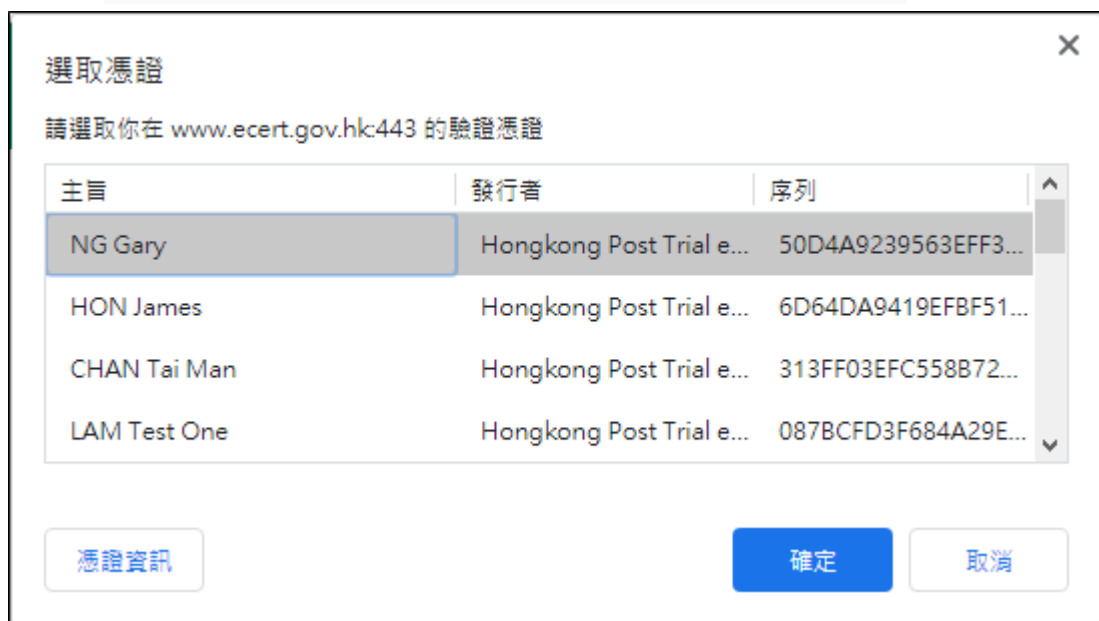 選取憑證
請選取你在 www.ecert.gov.hk:443 的驗證憑證
主旨 發行者 序列
NG Gary Hongkong Post Trial e... 50D4A9239563EFF3...
HON James Hongkong Post Trial e... 6D64DA9419EFBF51...
CHAN Tai Man Hongkong Post Trial e... 313FF03EFC558B72...
LAM Test One Hongkong Post Trial e... 087BCFD3F684A29E...
憑證資訊 確定 取消